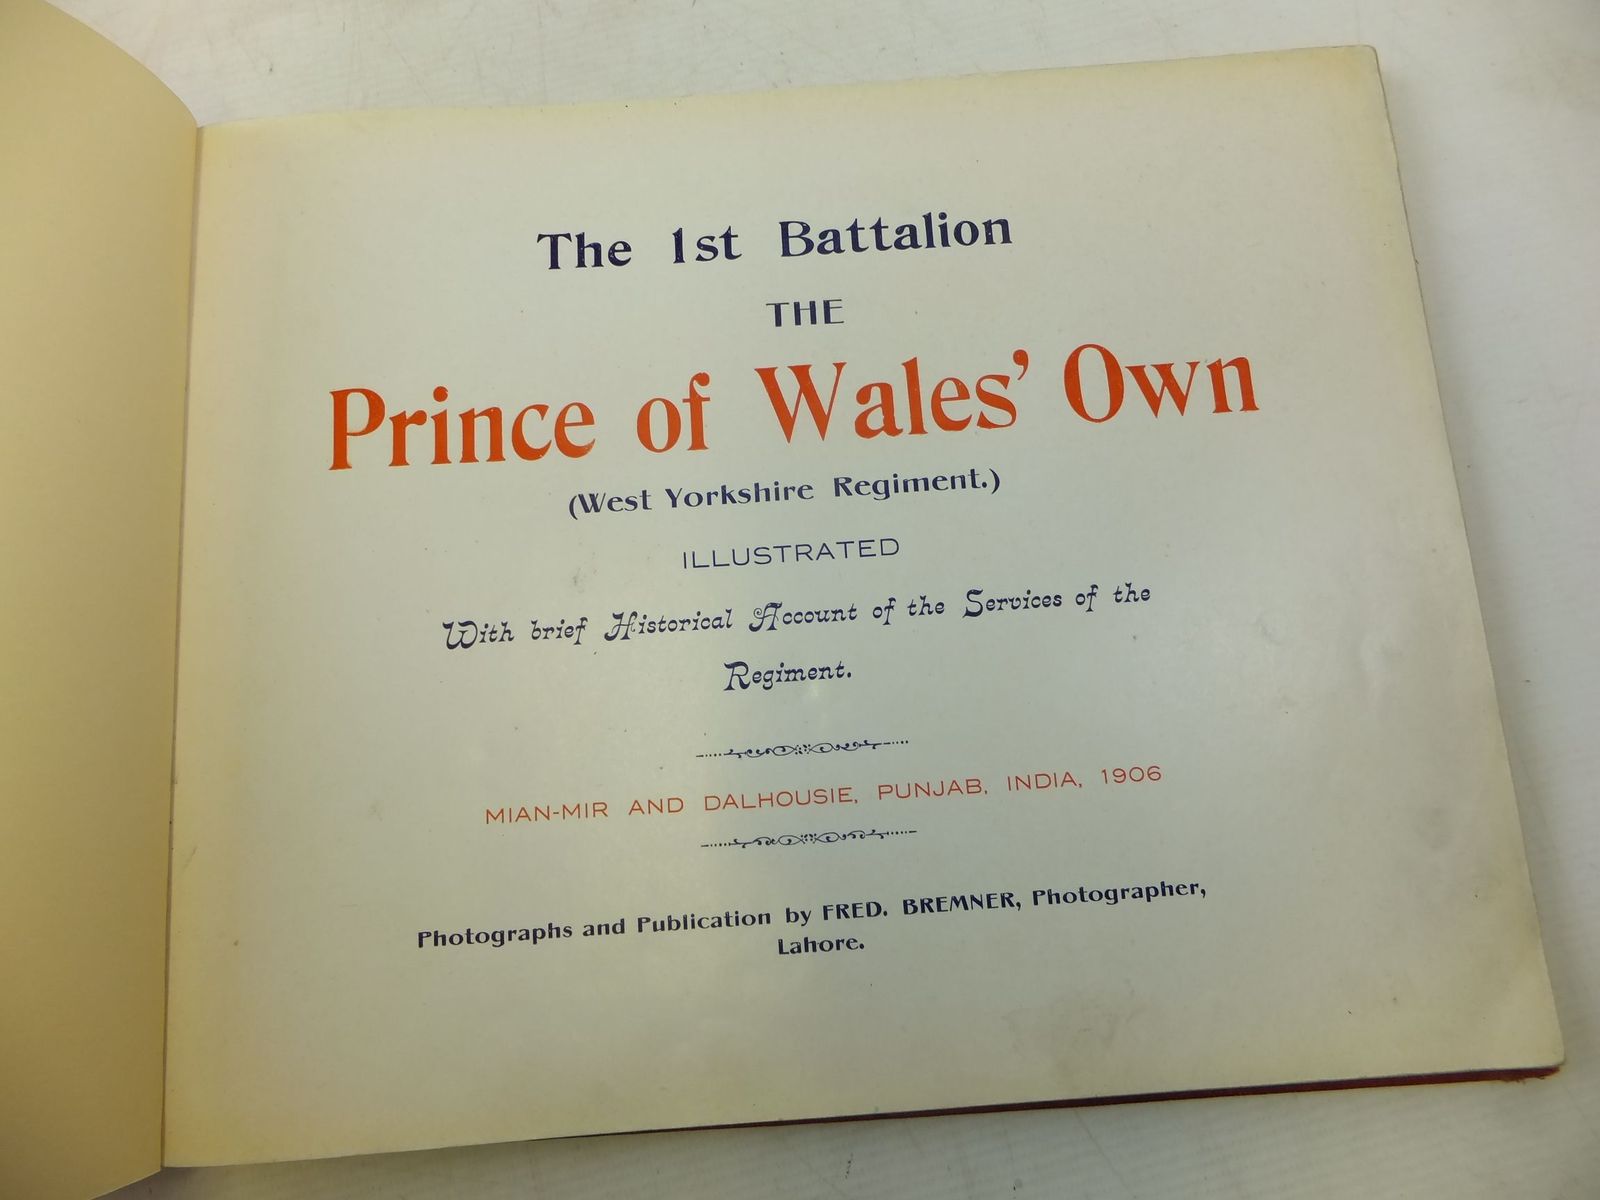 The 1st Battalion
THE
Prince of Wales' Own
(West Yorkshire Regiment.)
ILLUSTRATED
With brief Historical Account of the Services of the
Regiment.
MIAN-MIR AND DALHOUSIE, PUNJAB, INDIA, 1906
Photographs and Publication by FRED. BREMNER, Photographer,
Lahore.